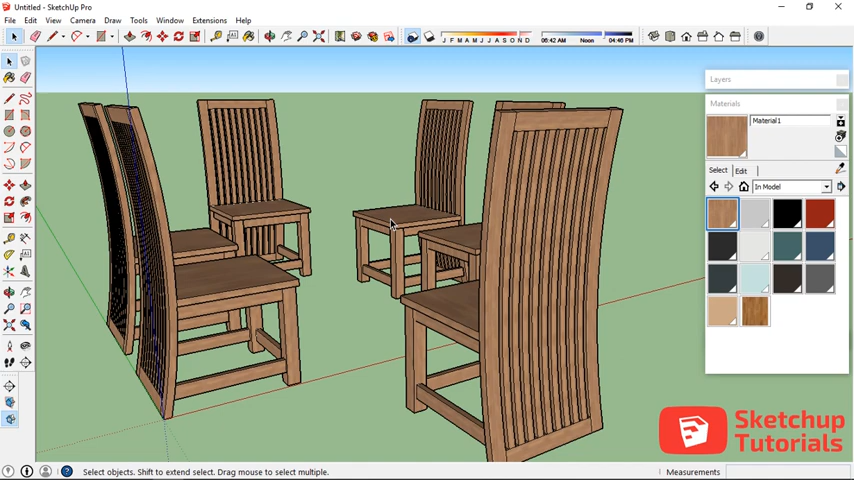 Untitled - SketchUp Pro
File Edit View Camera Draw Tools Window Extensions Help
J F M A M J J A S O N D
06:42 AM Noon 04:46 PM
Layers
Materials
Material1
Select Edit
In Model
Sketchup
Tutorials
Select objects. Shift to extend select. Drag mouse to select multiple.
Measurements